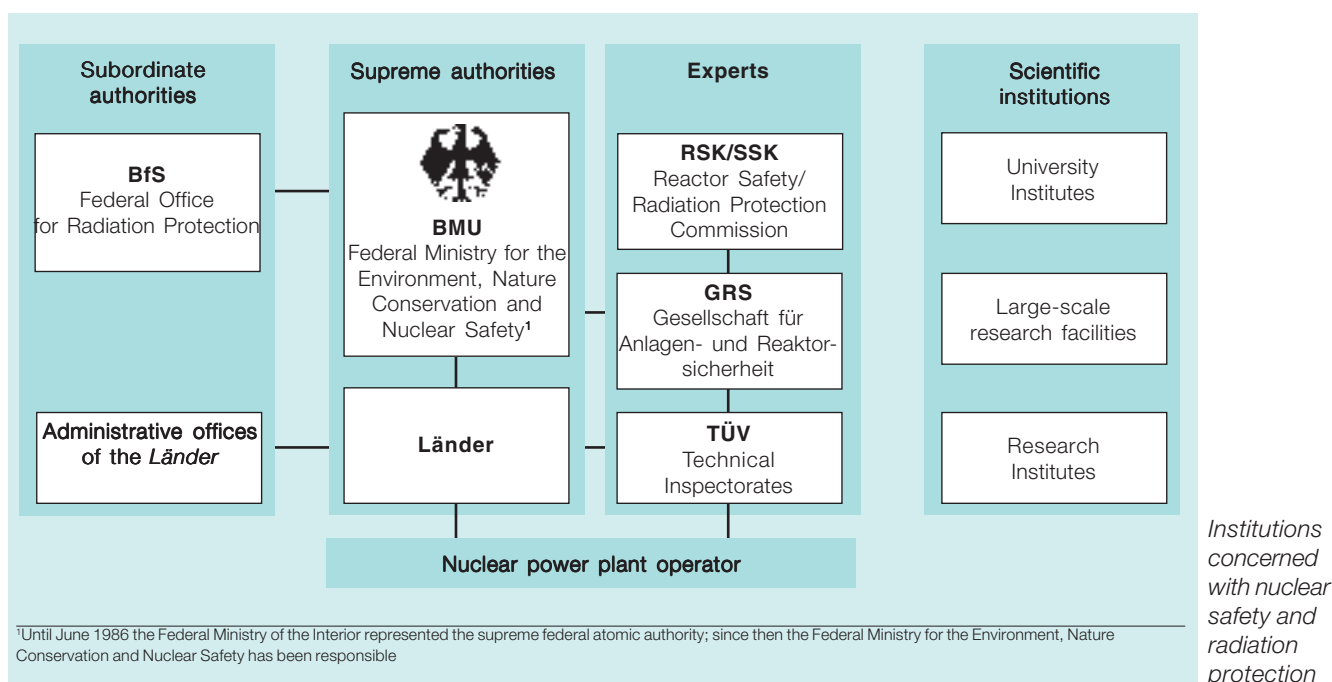 Subordinate
authorities
BfS
Federal Office
for Radiation Protection
Administrative offices
of the Länder
Supreme authorities
BMU
Federal Ministry for the
Environment, Nature
Conservation and
Nuclear Safety¹
Länder
Experts
RSK/SSK
Reactor Safety/
Radiation Protection
Commission
GRS
Gesellschaft für
Anlagen- und Reaktor-
sicherheit
TÜV
Technical
Inspectorates
Scientific
institutions
University
Institutes
Large-scale
research facilities
Research
Institutes
Nuclear power plant operator
¹Until June 1986 the Federal Ministry of the Interior represented the supreme federal atomic authority; since then the Federal Ministry for the Environment, Nature
Conservation and Nuclear Safety has been responsible
Institutions
concerned
with nuclear
safety and
radiation
protection